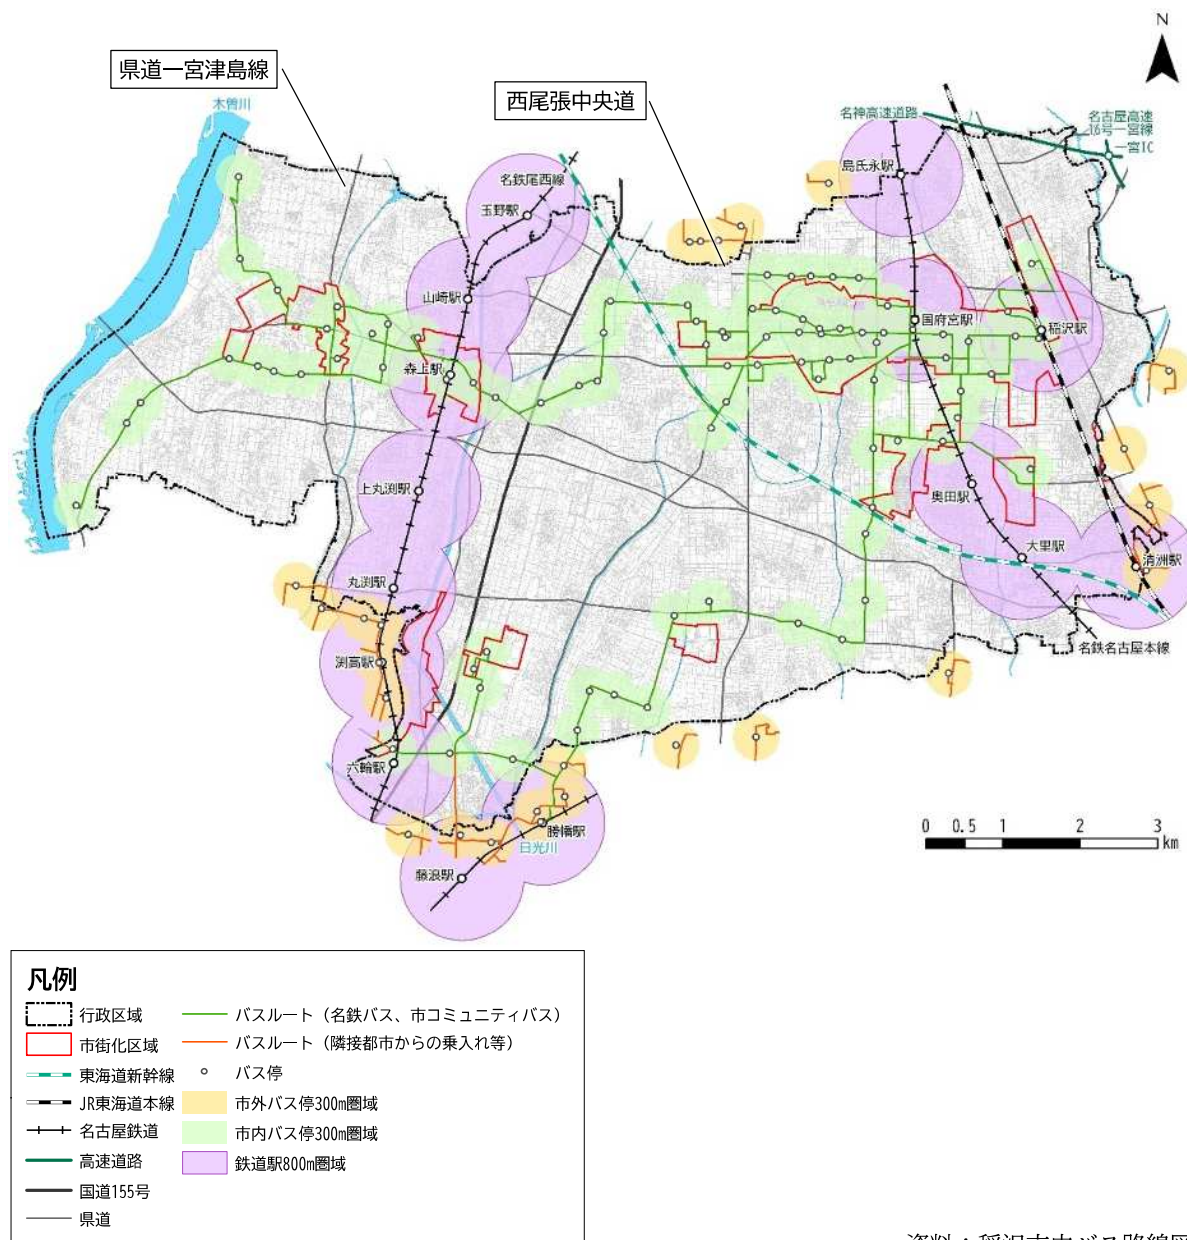 N
県道一宮津島線
西尾張中央道
木曽川
名神高速道路
名古屋高速
16号一宮線
一宮IC
島氏永駅
名鉄尾西線
玉野駅
山崎駅
国府宮駅
稲沢駅
森上駅
上丸渕駅
奥田駅
大里駅
清洲駅
丸渕駅
名鉄名古屋本線
渕高駅
六輪駅
勝幡駅
日光川
藤浪駅
0 0.5 1 2 3
km
凡例
行政区域
バスルート（名鉄バス、市コミュニティバス）
市街化区域
バスルート（隣接都市からの乗入れ等）
東海道新幹線
バス停
JR東海道本線
市外バス停300m圏域
名古屋鉄道
市内バス停300m圏域
高速道路
鉄道駅800m圏域
国道155号
県道
資料：稲沢市内バス路線図